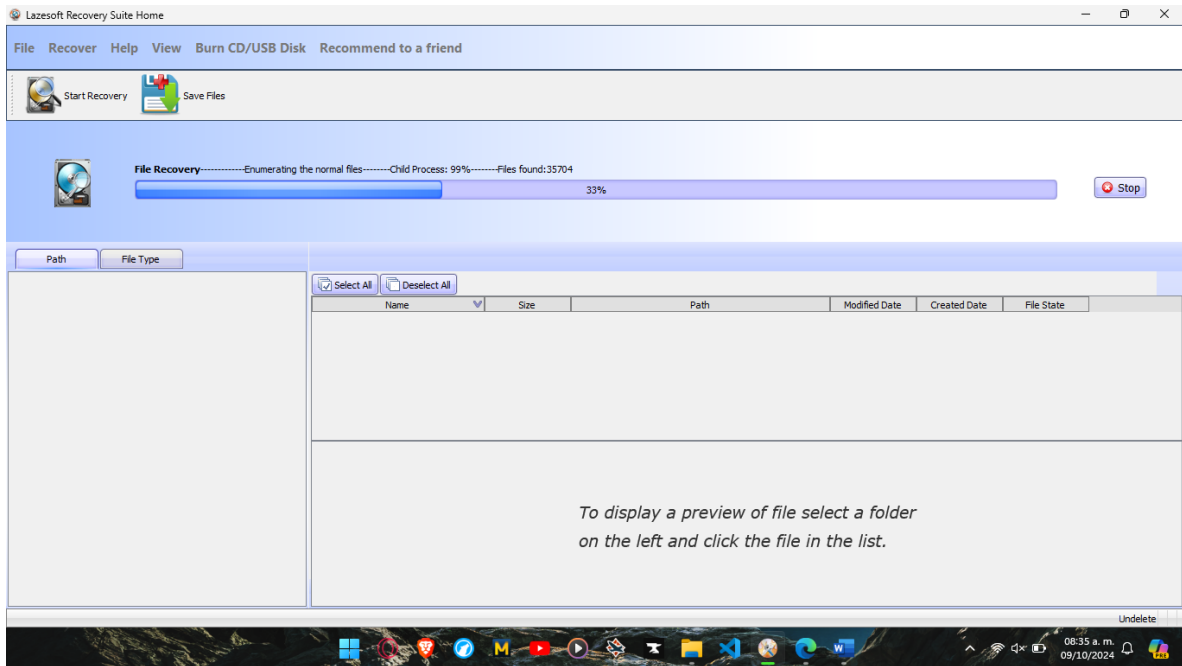 Lazesoft Recovery Suite Home
File Recover Help View Burn CD/USB Disk Recommend to a friend
Start Recovery Save Files
File Recovery-------------Enumerating the normal files--------Child Process: 99%--------Files found:35704
33%
Stop
Path File Type
Select All Deselect All
Name Size Path Modified Date Created Date File State
To display a preview of file select a folder
on the left and click the file in the list.
Undelete
M W 08:35 a. m.
09/10/2024
PRE